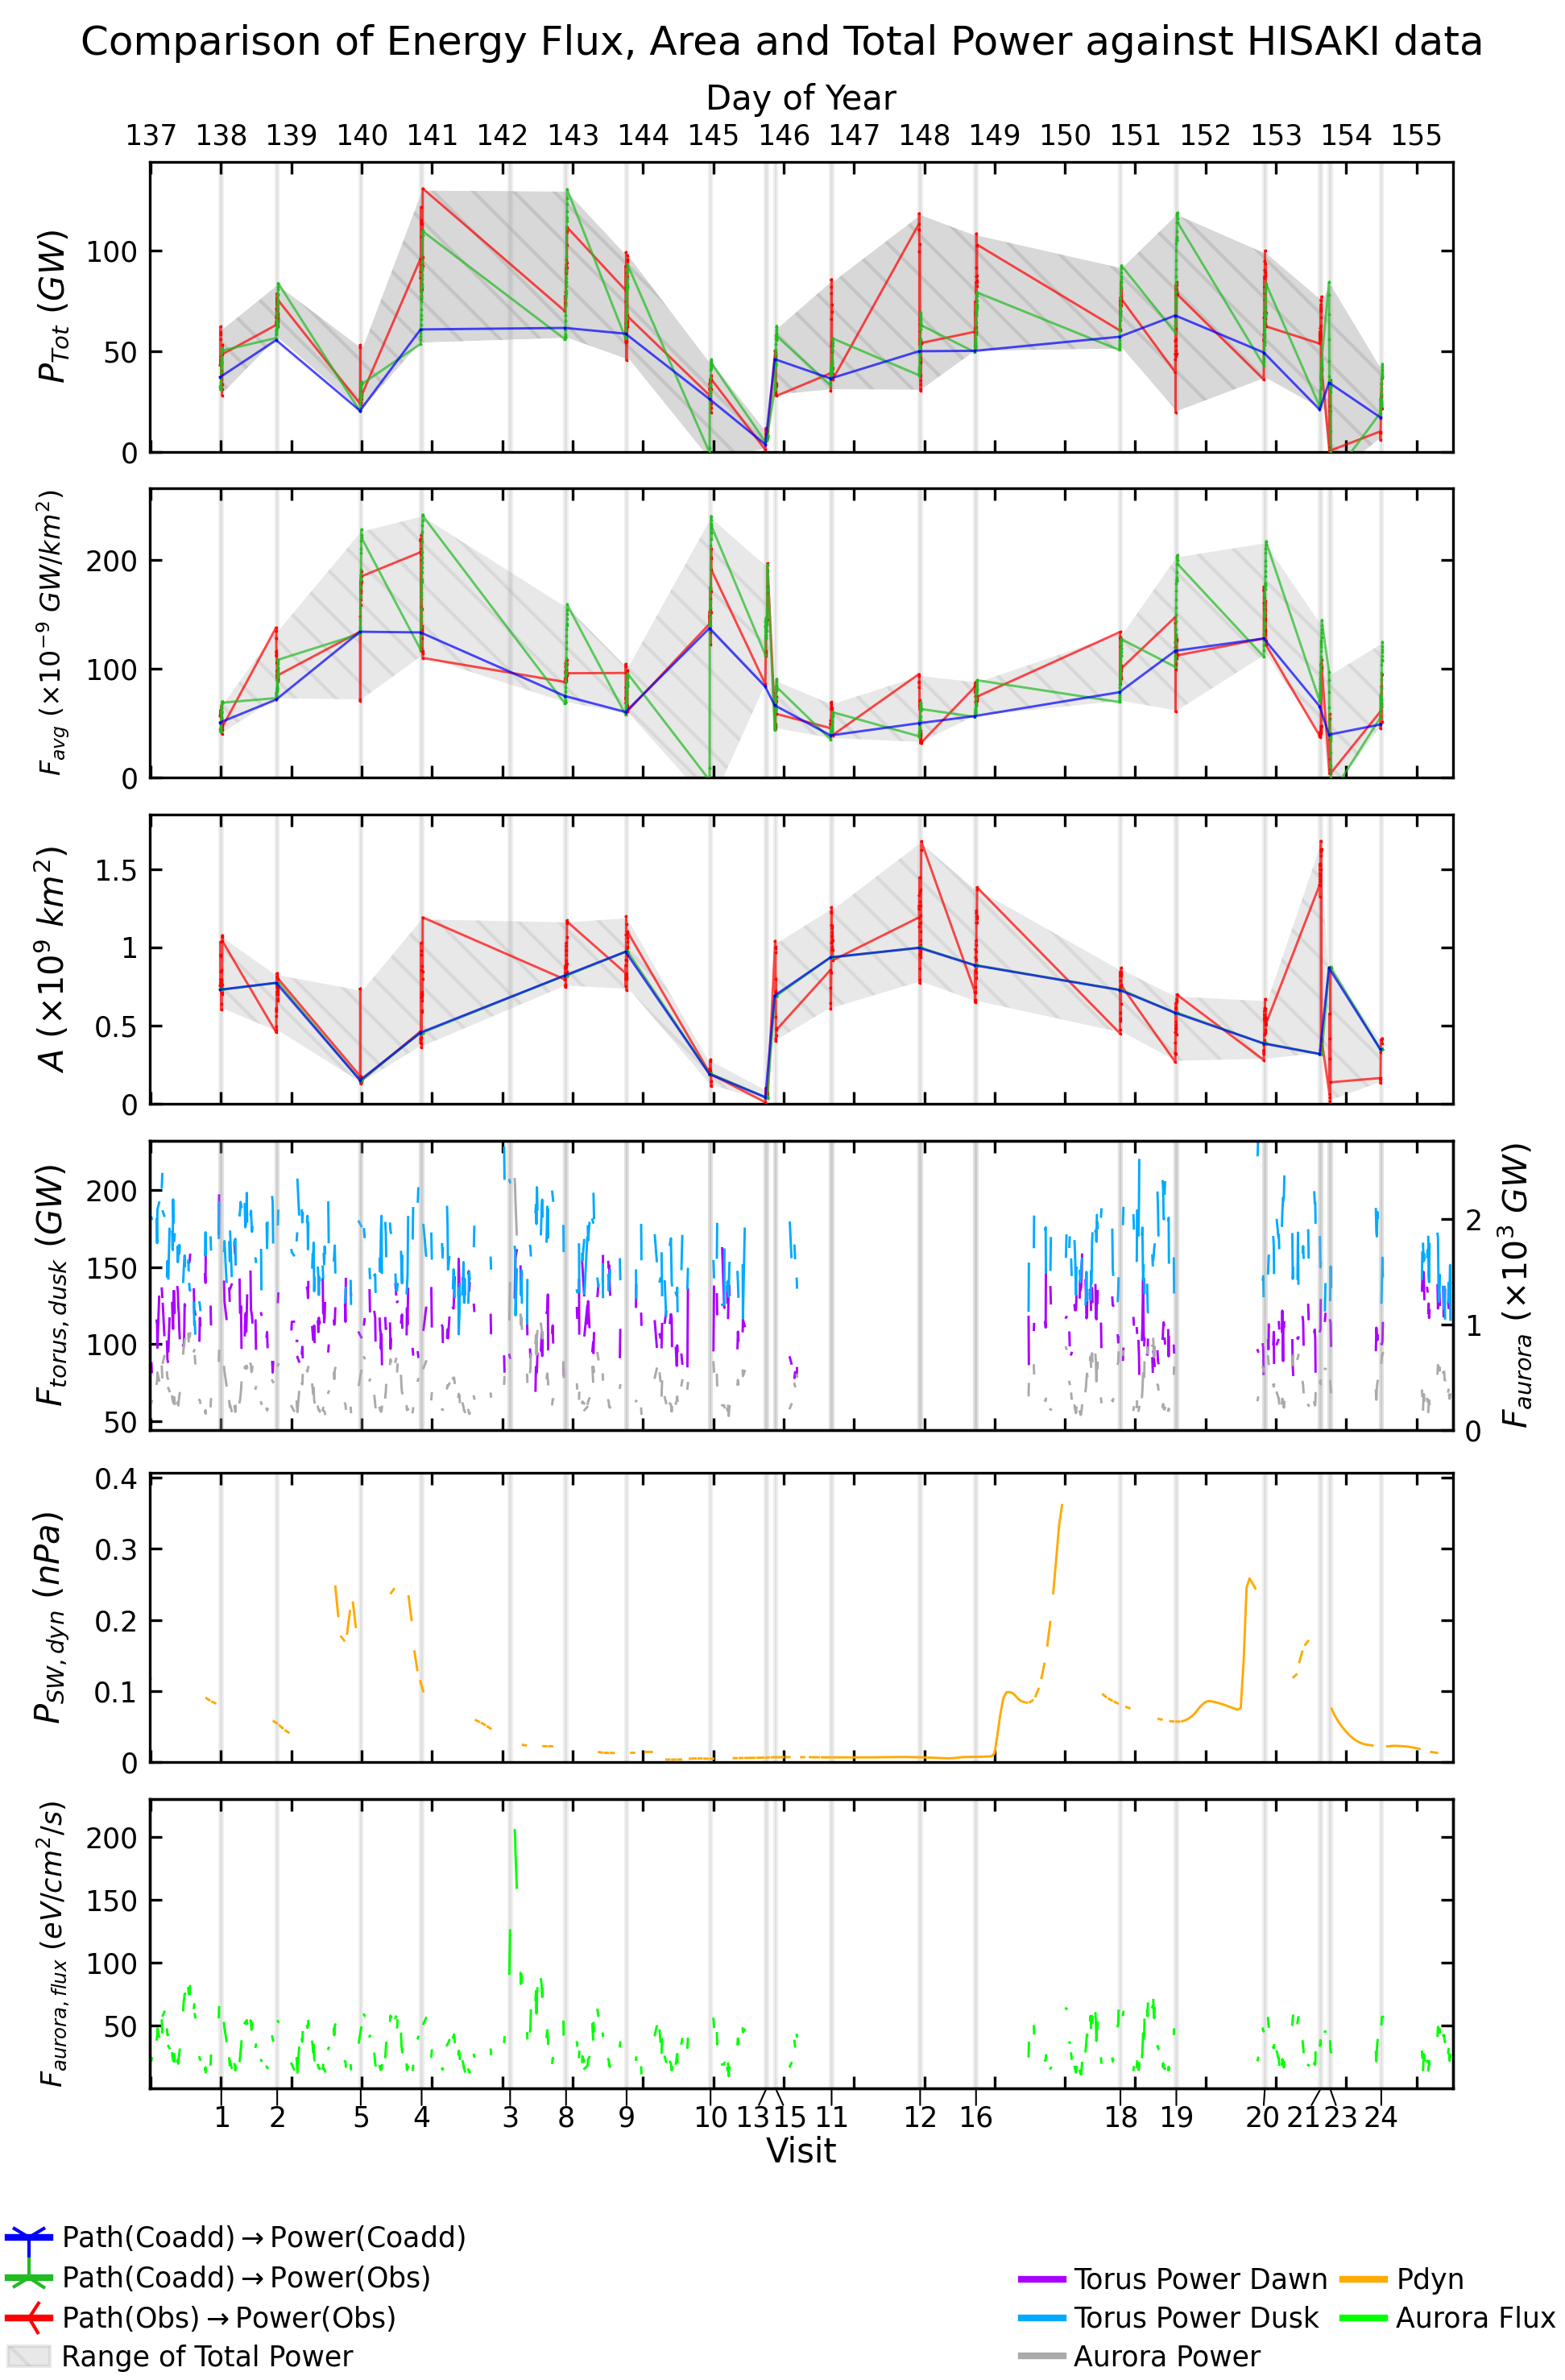 Comparison of Energy Flux, Area and Total Power against HISAKI data
Day of Year
137 138 139 140 141 142 143 144 145 146 147 148 149 150 151 152 153 154 155
P_Tot (GW)
100
50
0
F_avg (×10⁻⁹ GW/km²)
200
100
0
A (×10⁹ km²)
1.5
1
0.5
0
F_torus, dusk (GW)
200
150
100
50
F_aurora (×10³ GW)
2
1
0
P_SW, dyn (nPa)
0.4
0.3
0.2
0.1
0
F_aurora, flux (eV/cm²/s)
200
150
100
50
1 2 5 4 3 8 9 10 13 15 11 12 16 18 19 20 21 23 24
Visit
Path(Coadd)→Power(Coadd)
Path(Coadd)→Power(Obs)
Path(Obs)→Power(Obs)
Range of Total Power
Torus Power Dawn
Torus Power Dusk
Aurora Power
Pdyn
Aurora Flux